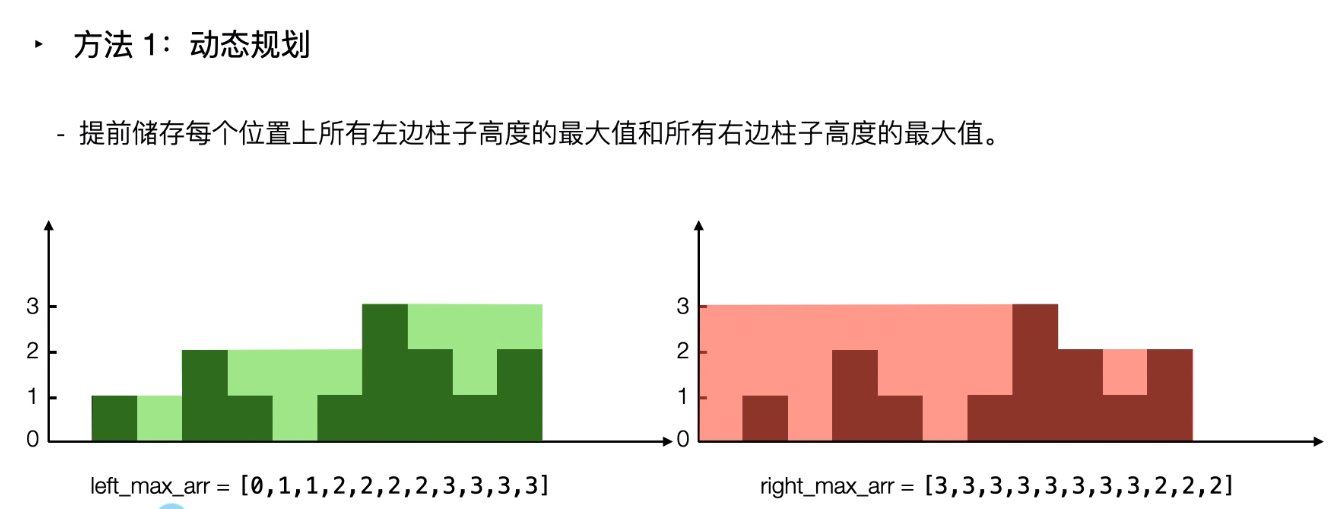 ‣ 方法 1：动态规划
- 提前储存每个位置上所有左边柱子高度的最大值和所有右边柱子高度的最大值。
3
2
1
0
left_max_arr = [0,1,1,2,2,2,2,3,3,3,3]
3
2
1
0
right_max_arr = [3,3,3,3,3,3,3,3,2,2,2]